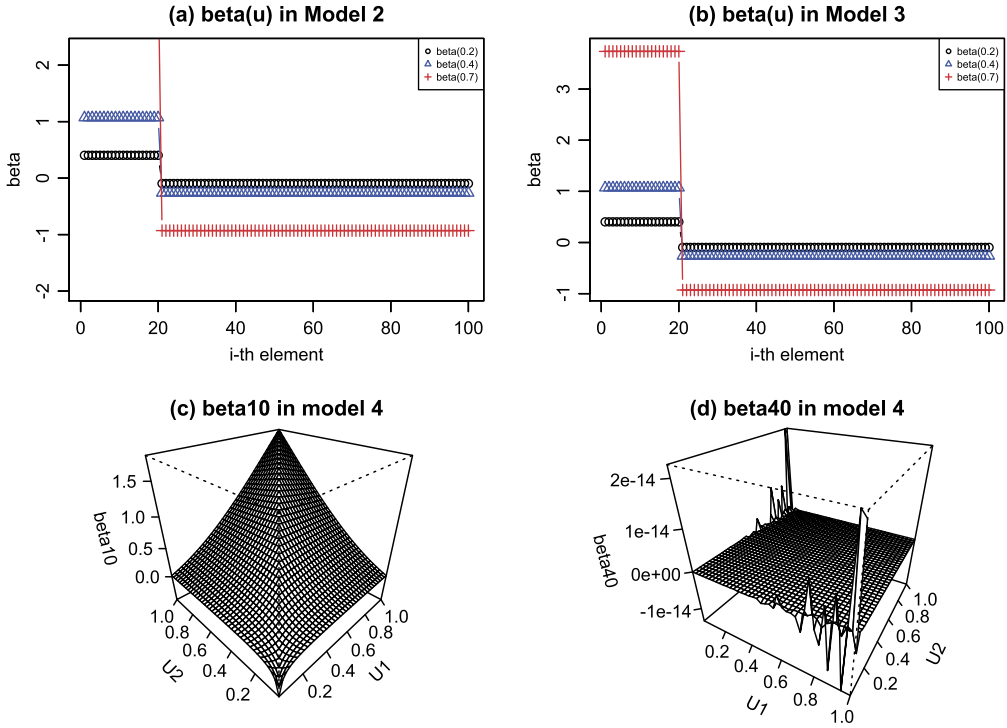 (a) beta(u) in Model 2
beta
2
1
0
-1
-2
beta(0.2)
beta(0.4)
beta(0.7)
0 20 40 60 80 100
i-th element
(b) beta(u) in Model 3
beta
3
2
1
0
-1
beta(0.2)
beta(0.4)
beta(0.7)
0 20 40 60 80 100
i-th element
(c) beta10 in model 4
beta10
1.5
1.0
0.5
0.0
1.0
0.8
0.6
0.4
0.2
U2
1.0
0.8
0.6
0.4
0.2
U1
(d) beta40 in model 4
beta40
2e-14
1e-14
0e+00
-1e-14
0.2
0.4
0.6
0.8
1.0
U1
1.0
0.8
0.6
0.4
0.2
U2